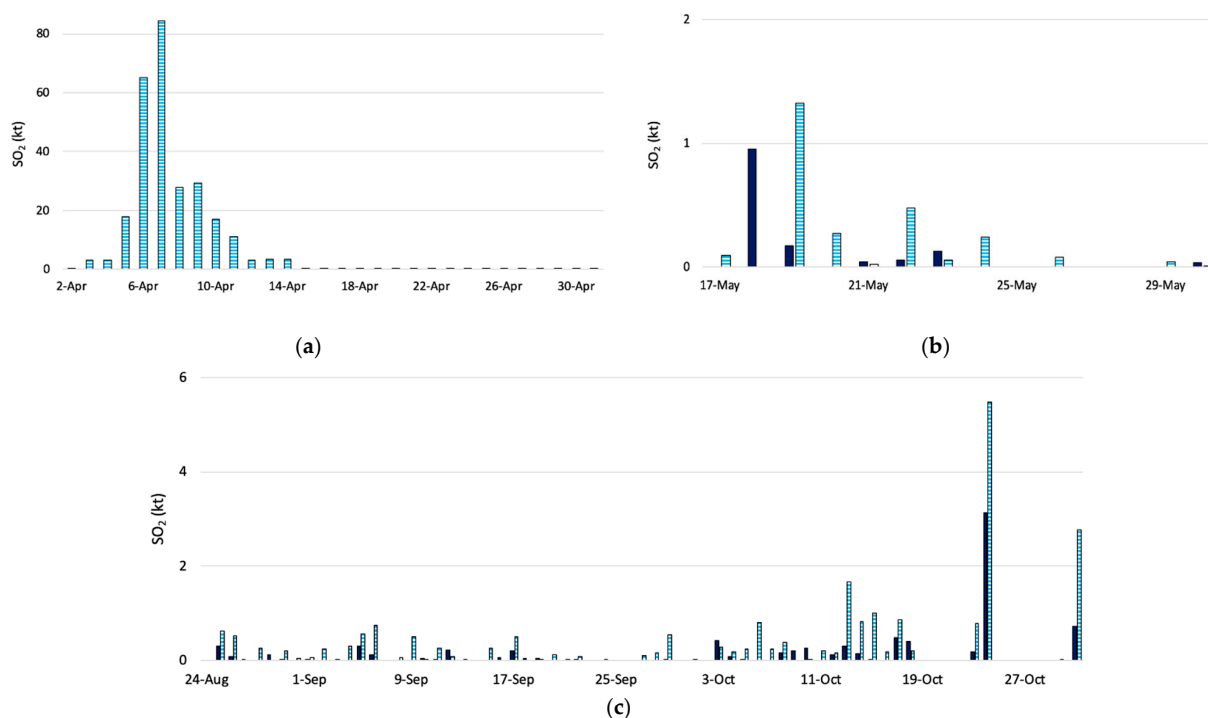 80
60
40
20
0
SO₂ (kt)
2-Apr 6-Apr 10-Apr 14-Apr 18-Apr 22-Apr 26-Apr 30-Apr
(a)
2
1
0
SO₂ (kt)
17-May 21-May 25-May 29-May
(b)
6
4
2
0
SO₂ (kt)
24-Aug 1-Sep 9-Sep 17-Sep 25-Sep 3-Oct 11-Oct 19-Oct 27-Oct
(c)